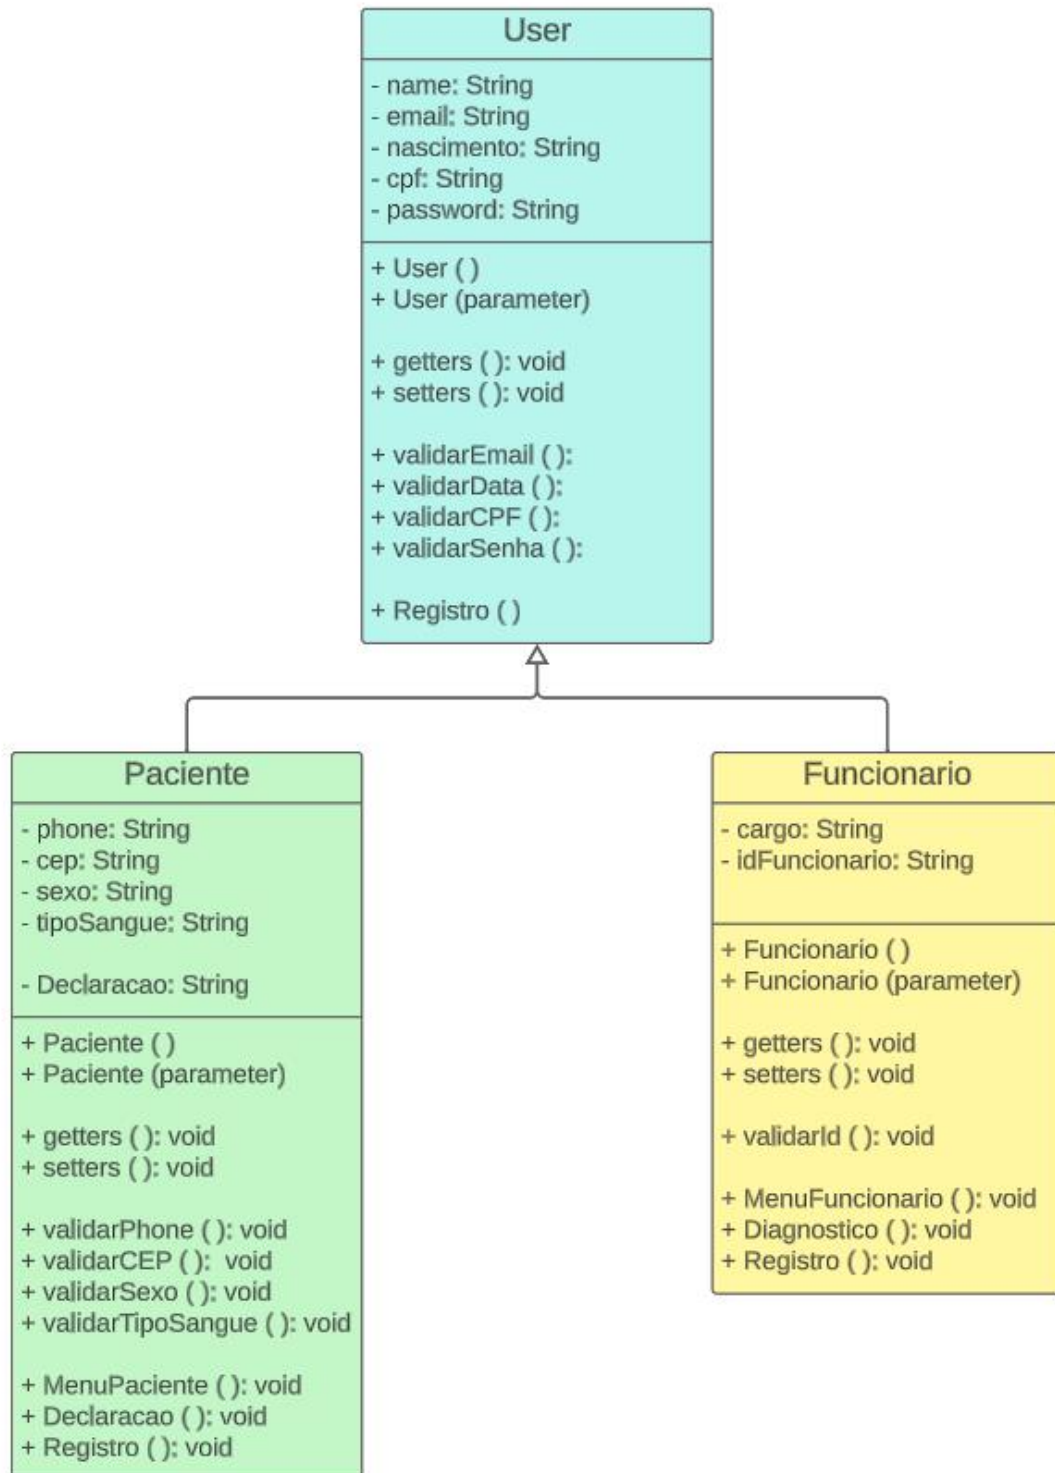 User
- name: String
- email: String
- nascimento: String
- cpf: String
- password: String
+ User ( )
+ User (parameter)
+ getters ( ): void
+ setters ( ): void
+ validarEmail ( ):
+ validarData ( ):
+ validarCPF ( ):
+ validarSenha ( ):
+ Registro ( )
Paciente
- phone: String
- cep: String
- sexo: String
- tipoSangue: String
- Declaracao: String
+ Paciente ( )
+ Paciente (parameter)
+ getters ( ): void
+ setters ( ): void
+ validarPhone ( ): void
+ validarCEP ( ):  void
+ validarSexo ( ): void
+ validarTipoSangue ( ): void
+ MenuPaciente ( ): void
+ Declaracao ( ): void
+ Registro ( ): void
Funcionario
- cargo: String
- idFuncionario: String
+ Funcionario ( )
+ Funcionario (parameter)
+ getters ( ): void
+ setters ( ): void
+ validarId ( ): void
+ MenuFuncionario ( ): void
+ Diagnostico ( ): void
+ Registro ( ): void